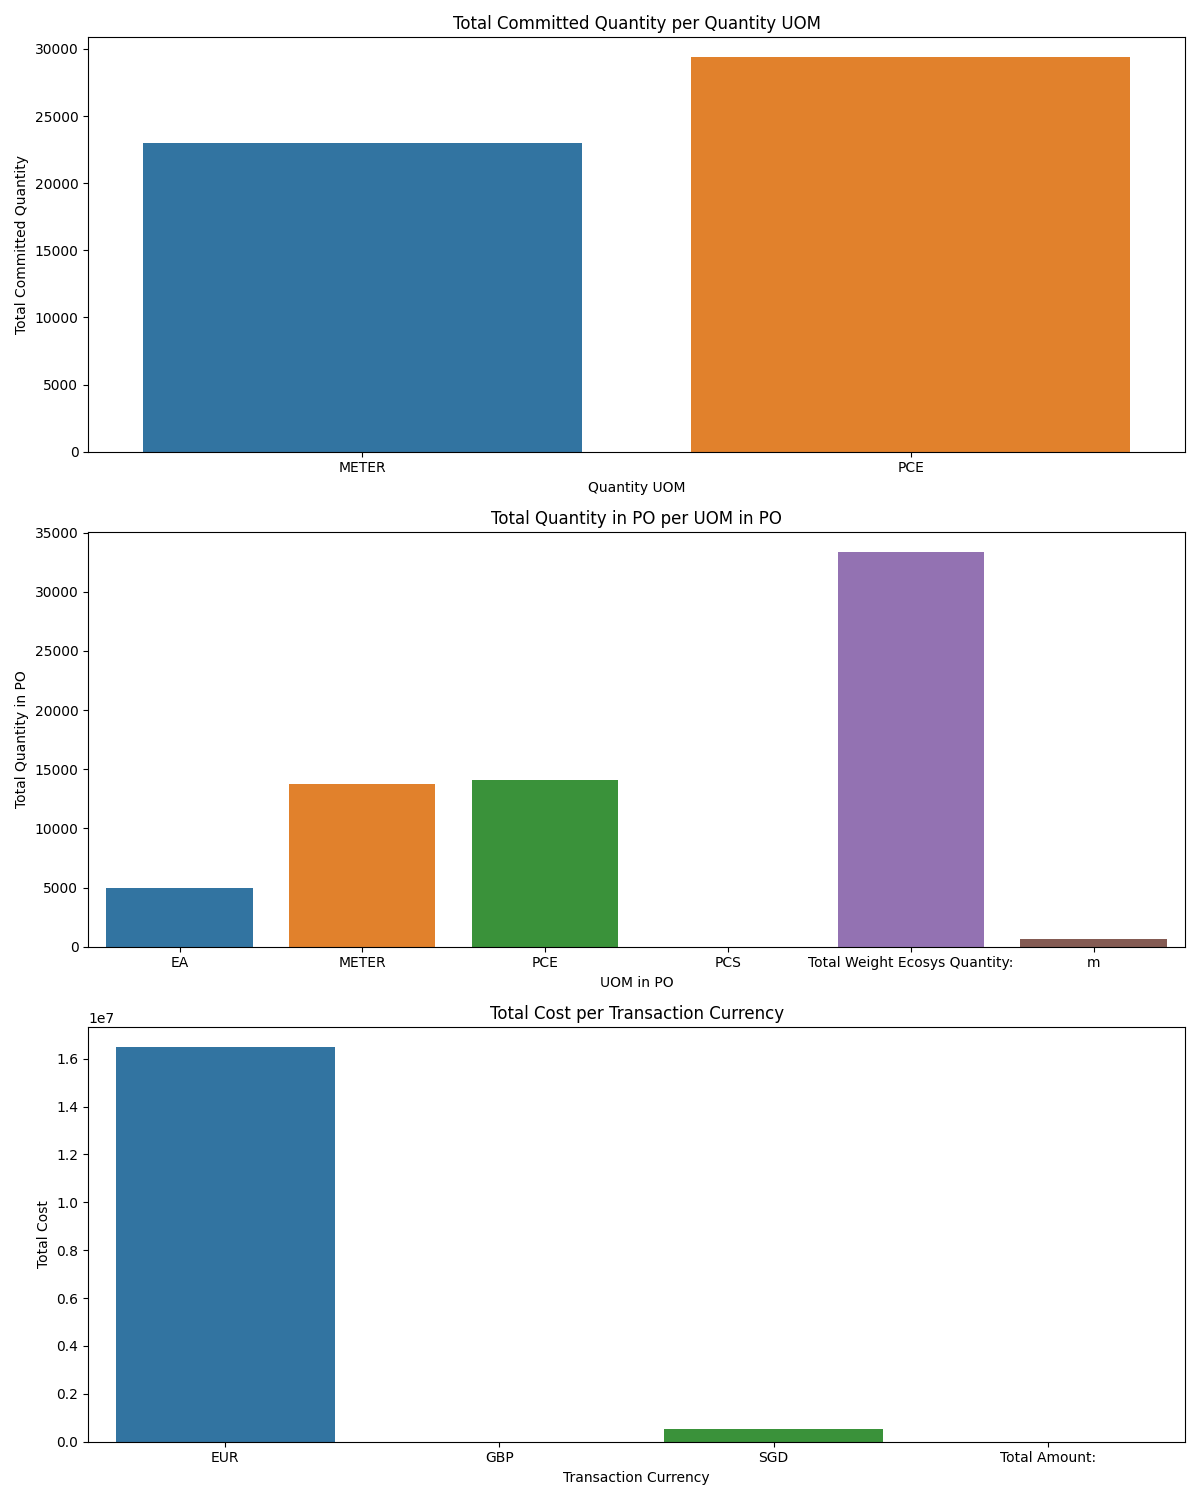 Total Committed Quantity per Quantity UOM
30000
25000
20000
15000
10000
5000
0
Total Committed Quantity
METER PCE
Quantity UOM
Total Quantity in PO per UOM in PO
35000
30000
25000
20000
15000
10000
5000
0
Total Quantity in PO
EA METER PCE PCS Total Weight Ecosys Quantity: m
UOM in PO
Total Cost per Transaction Currency
1e7
1.6
1.4
1.2
1.0
0.8
0.6
0.4
0.2
0.0
Total Cost
EUR GBP SGD Total Amount:
Transaction Currency